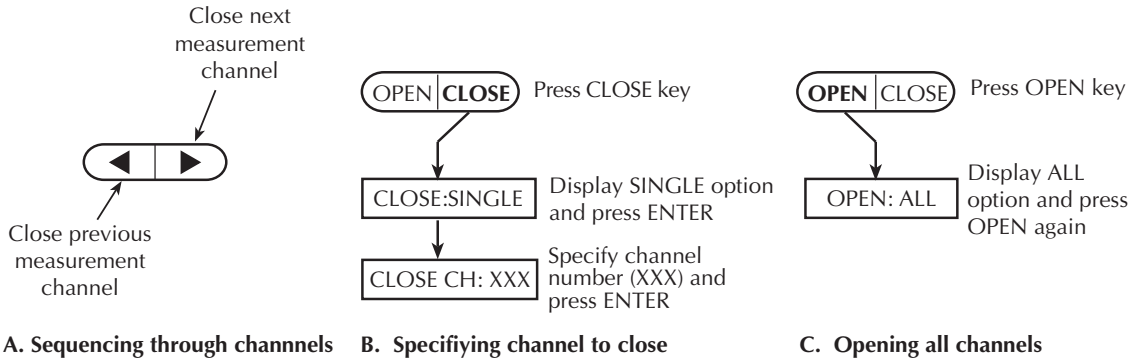 Close next
measurement
channel
Close previous
measurement
channel
A. Sequencing through channnels
OPEN CLOSE
Press CLOSE key
CLOSE:SINGLE
Display SINGLE option
and press ENTER
CLOSE CH: XXX
Specify channel
number (XXX) and
press ENTER
B. Specifiying channel to close
OPEN CLOSE
Press OPEN key
OPEN: ALL
Display ALL
option and press
OPEN again
C. Opening all channels